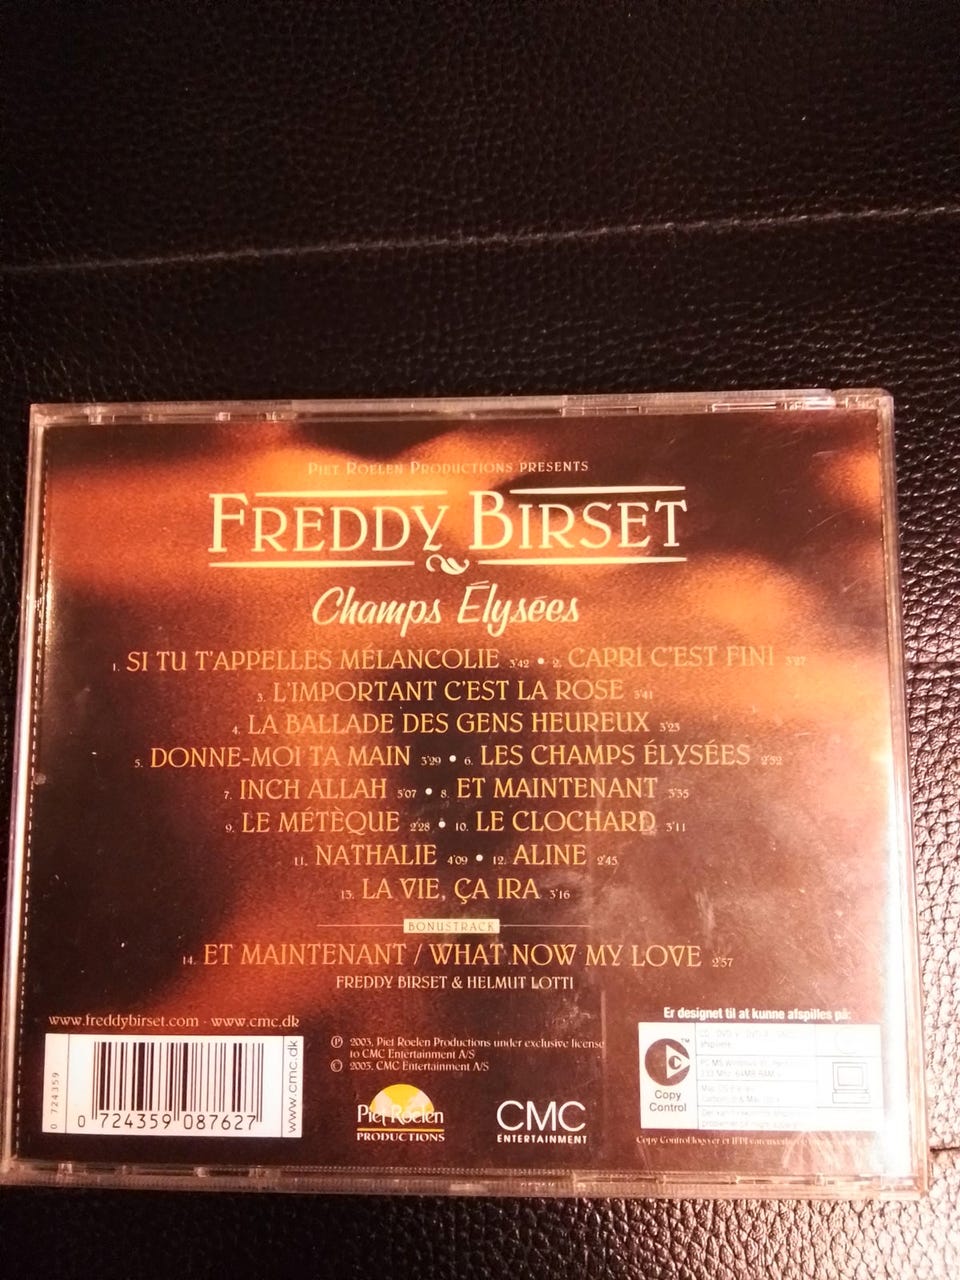 PIET ROELEN PRODUCTIONS PRESENTS
FREDDY BIRSET
Champs Élysées
1. SI TU T'APPELLES MÉLANCOLIE 3'42 • 2. CAPRI C'EST FINI 3'27
3. L'IMPORTANT C'EST LA ROSE 3'41
4. LA BALLADE DES GENS HEUREUX 3'23
5. DONNE-MOI TA MAIN 3'29 • 6. LES CHAMPS ÉLYSÉES 2'52
7. INCH ALLAH 5'07 • 8. ET MAINTENANT 3'35
9. LE MÉTÈQUE 2'28 • 10. LE CLOCHARD 3'11
11. NATHALIE 4'09 • 12. ALINE 2'45
13. LA VIE, ÇA IRA 3'16
BONUSTRACK
14. ET MAINTENANT / WHAT NOW MY LOVE 2'57
FREDDY BIRSET & HELMUT LOTTI
www.freddybirset.com · www.cmc.dk
0 724359
0 724359 087627
www.cmc.dk
℗ 2003, Piet Roelen Productions under exclusive license
to CMC Entertainment A/S
© 2003, CMC Entertainment A/S
Piet Roelen
PRODUCTIONS
CMC
ENTERTAINMENT
Er designet til at kunne afspilles på:
Copy
Control
TM
Copy Control